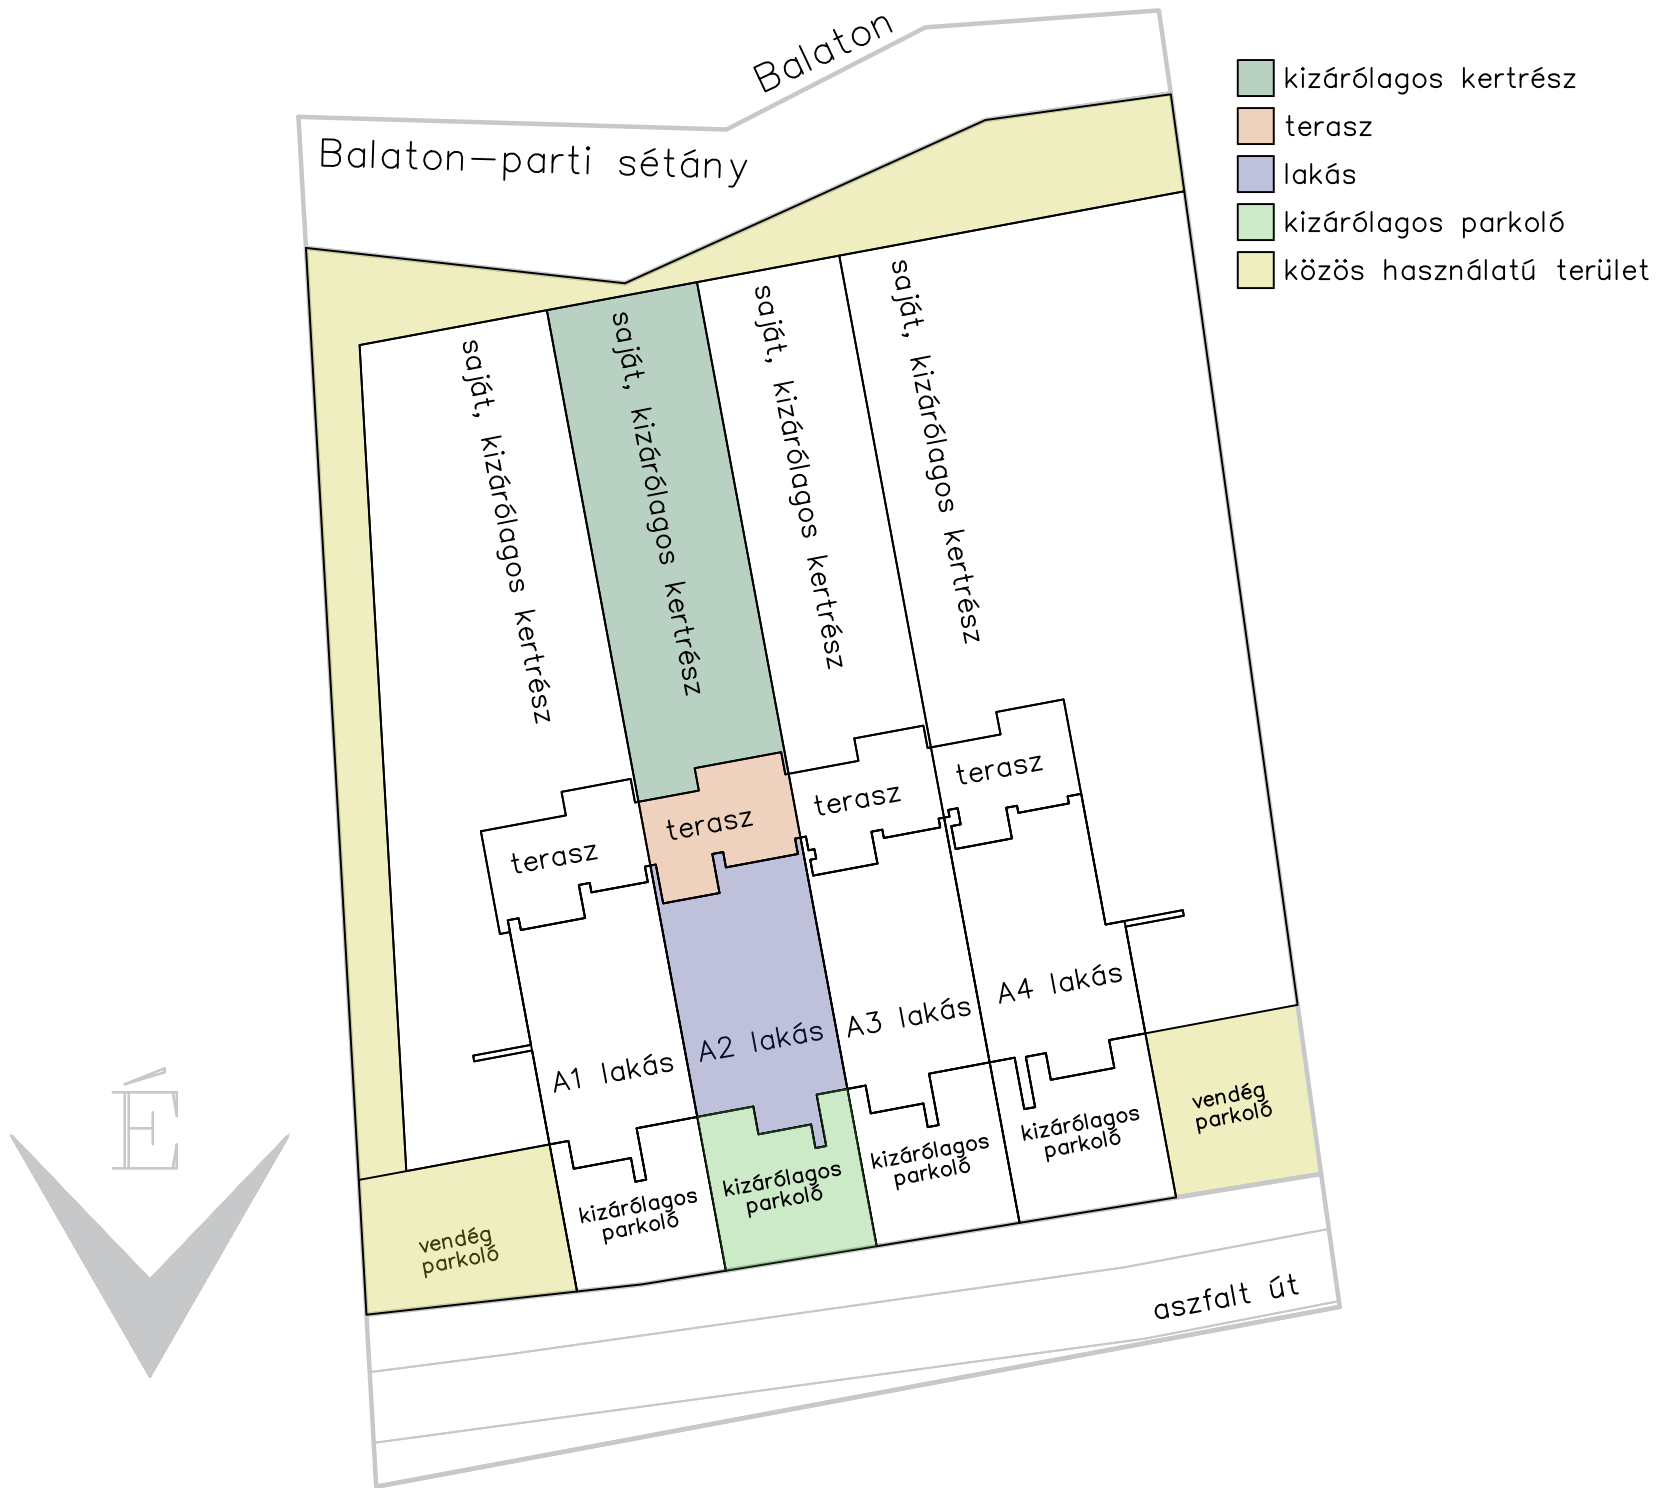 Balaton
Balaton-parti sétány
kizárólagos kertrész
terasz
lakás
kizárólagos parkoló
közös használatú terület
saját, kizárólagos kertrész
saját, kizárólagos kertrész
saját, kizárólagos kertrész
saját, kizárólagos kertrész
terasz
terasz
terasz
terasz
A1 lakás
A2 lakás
A3 lakás
A4 lakás
É
vendég
parkoló
kizárólagos
parkoló
kizárólagos
parkoló
kizárólagos
parkoló
kizárólagos
parkoló
vendég
parkoló
aszfalt út